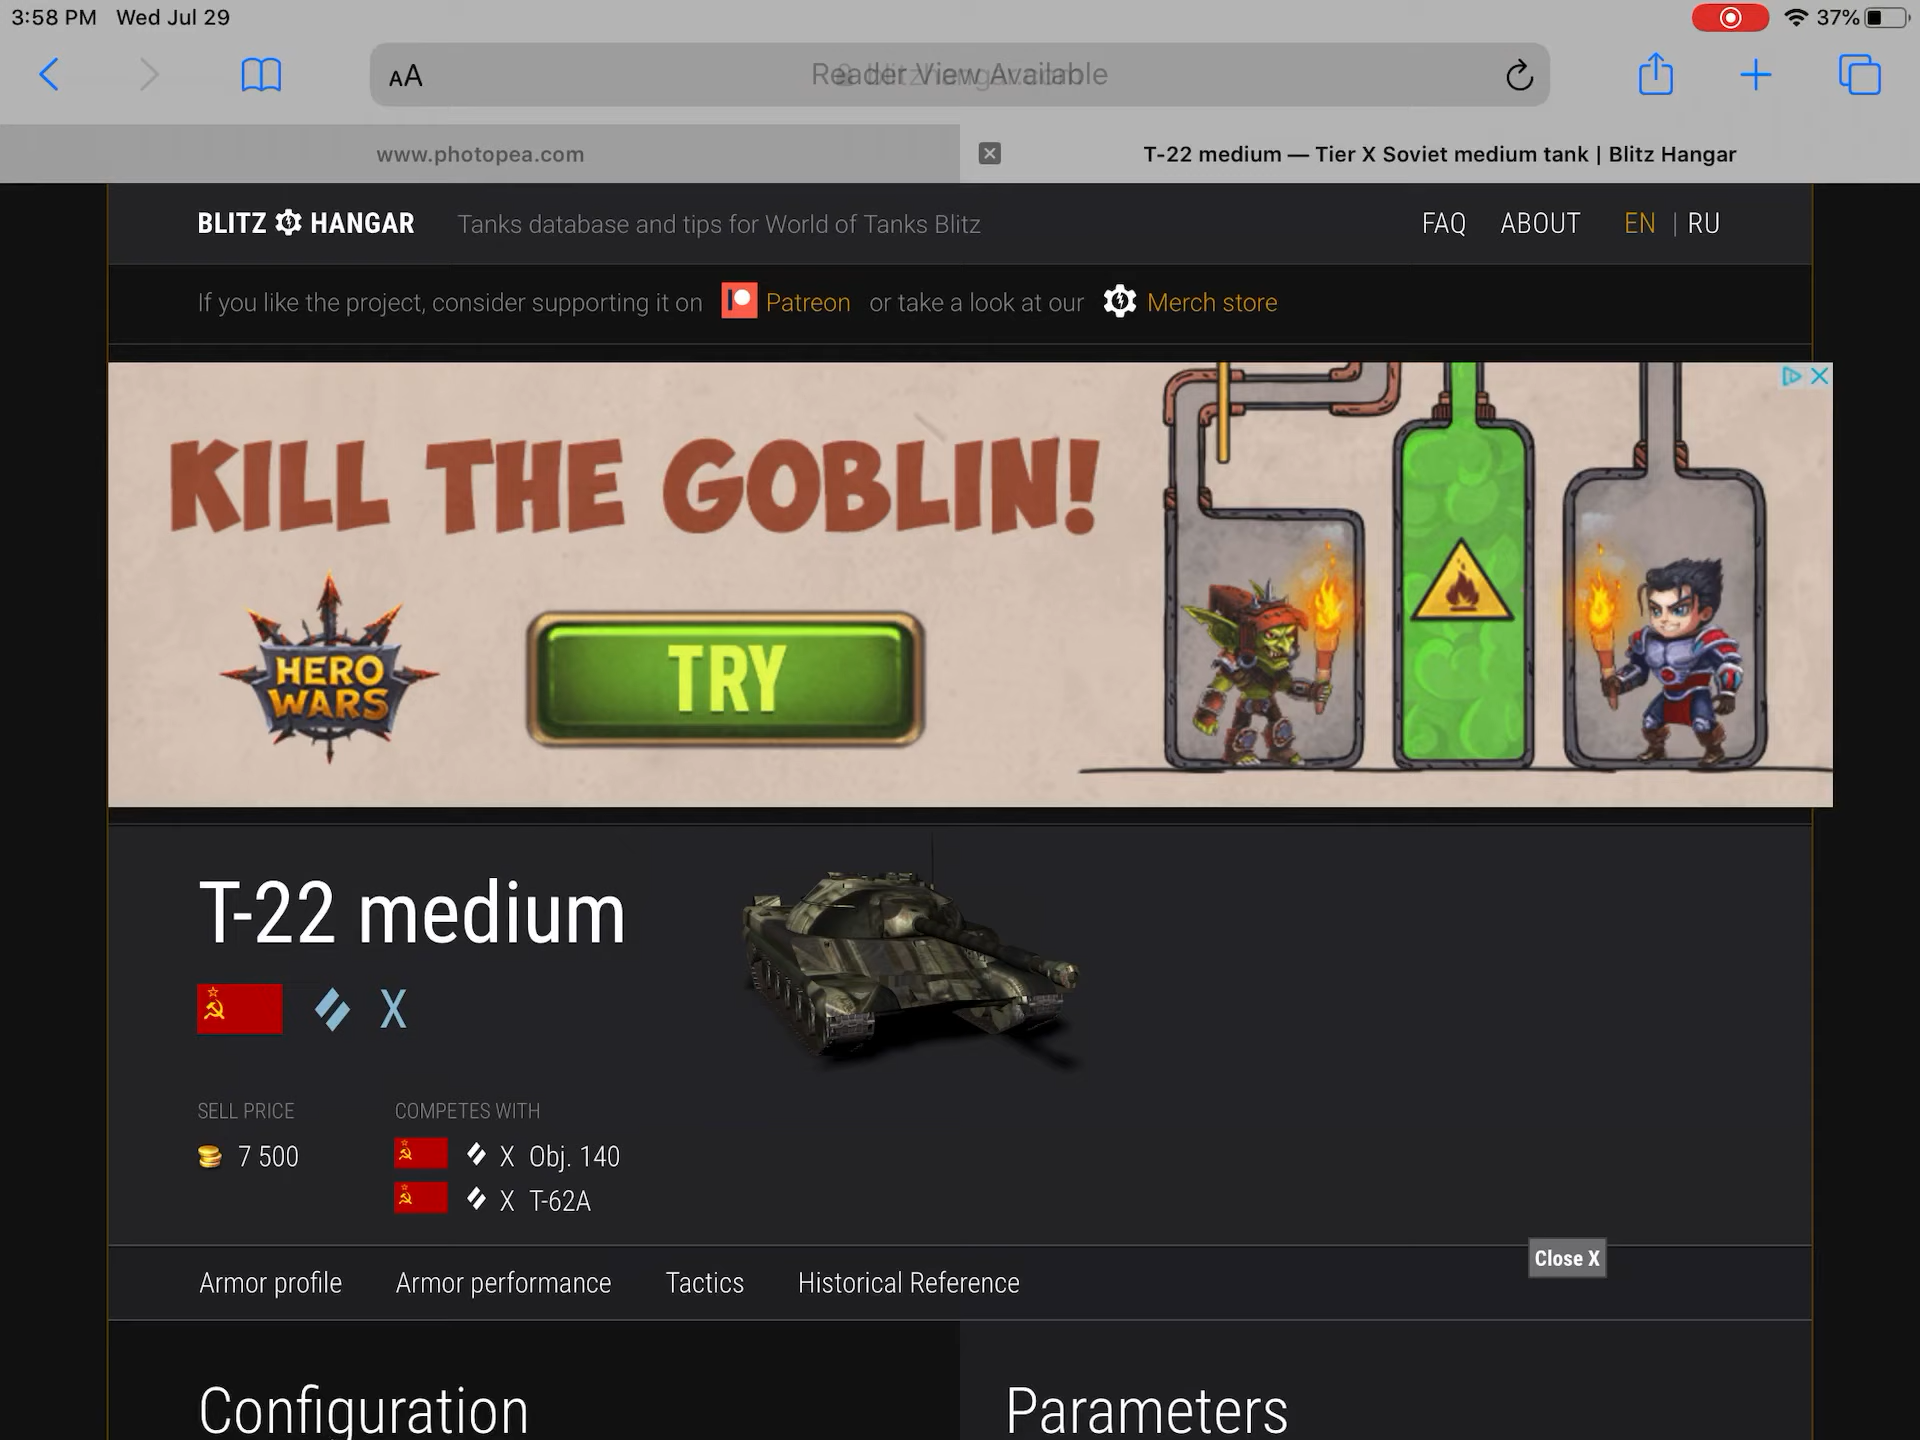 3:58 PM Wed Jul 29
37%
AA
Reader View Available
www.photopea.com
T-22 medium — Tier X Soviet medium tank | Blitz Hangar
BLITZ HANGAR
Tanks database and tips for World of Tanks Blitz
FAQ ABOUT EN | RU
If you like the project, consider supporting it on Patreon or take a look at our Merch store
KILL THE GOBLIN!
HERO
WARS
TRY
T-22 medium
X
SELL PRICE
COMPETES WITH
7 500
X Obj. 140
X T-62A
Close X
Armor profile Armor performance Tactics Historical Reference
Configuration
Parameters